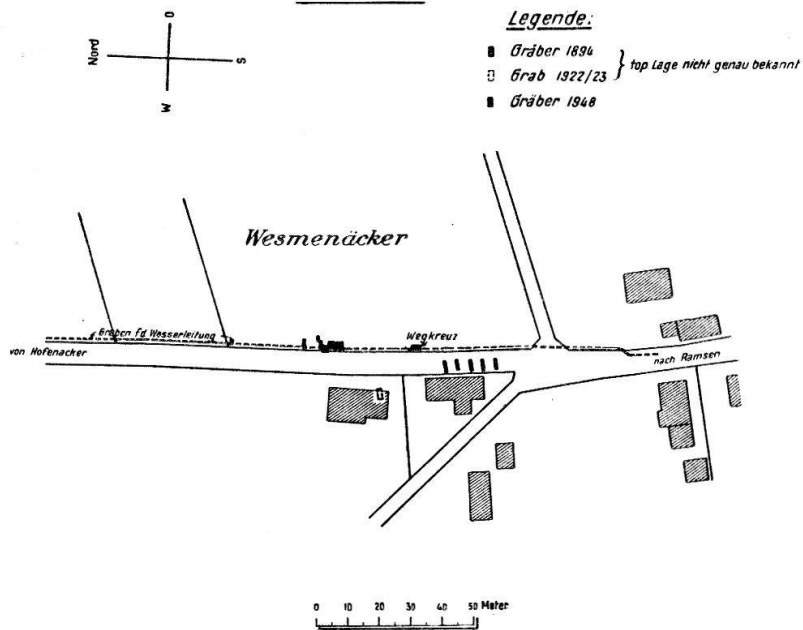 Legende:
Gräber 1894
Grab 1922/23
top Lage nicht genau bekannt
Gräber 1948
Nord
O
S
W
Wesmenäcker
Graben f d Wasserleitung
Wegkreuz
von Hofenacker
nach Ramsen
0 10 20 30 40 50 Meter